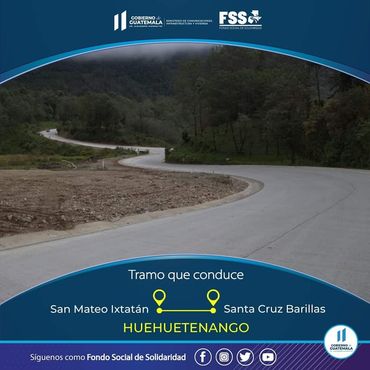 GOBIERNO de
GUATEMALA
MINISTERIO DE COMUNICACIONES,
INFRAESTRUCTURA Y VIVIENDA
FSS
FONDO SOCIAL DE SOLIDARIDAD
Tramo que conduce
San Mateo Ixtatán
Santa Cruz Barillas
HUEHUETENANGO
Síguenos como Fondo Social de Solidaridad
GOBIERNO de
GUATEMALA